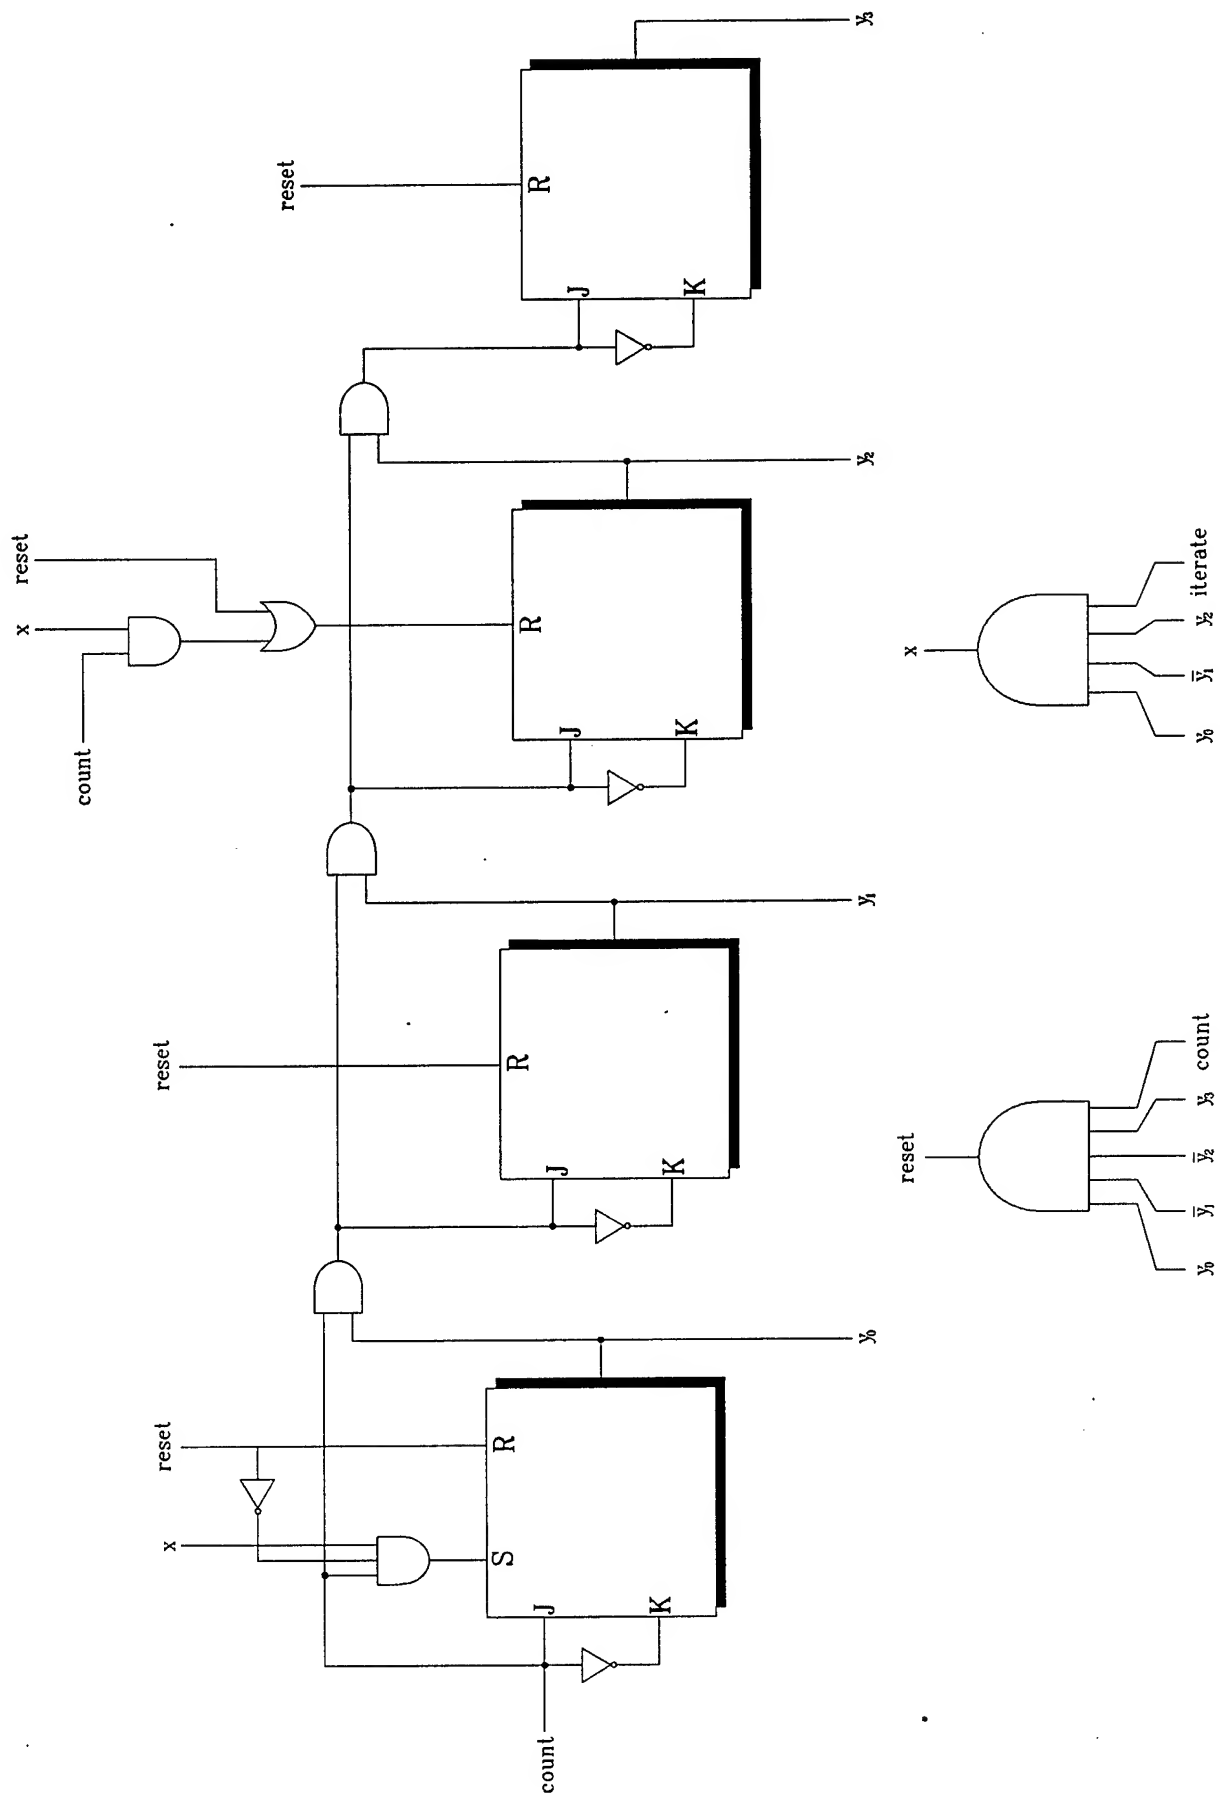 y₃
reset
R
J
K
reset
x
count
R
J
K
y₂
reset
R
J
K
y₁
reset
x
R
S
J
K
y₀
count
x
iterate
y₂
ȳ₁
y₀
reset
count
y₃
ȳ₂
ȳ₁
y₀